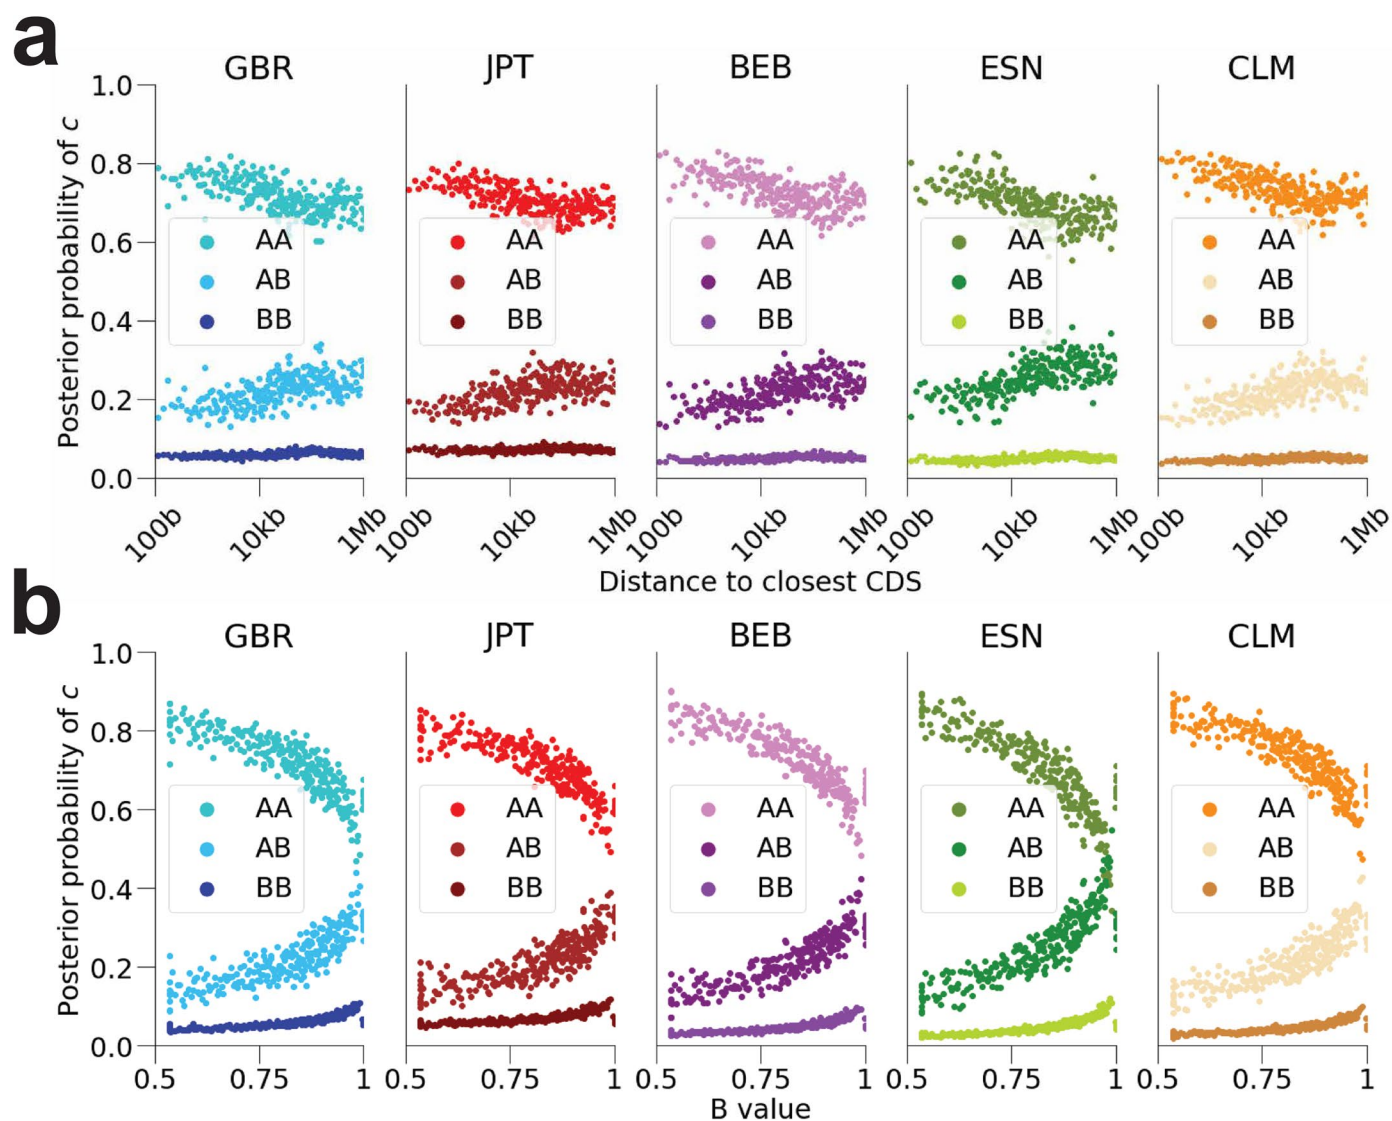 a
GBR JPT BEB ESN CLM
Posterior probability of c
1.0
0.8
0.6
0.4
0.2
0.0
AA AA AA AA AA
AB AB AB AB AB
BB BB BB BB BB
100b 10kb 1Mb 100b 10kb 1Mb 100b 10kb 1Mb 100b 10kb 1Mb 100b 10kb 1Mb
Distance to closest CDS
b
GBR JPT BEB ESN CLM
Posterior probability of c
1.0
0.8
0.6
0.4
0.2
0.0
AA AA AA AA AA
AB AB AB AB AB
BB BB BB BB BB
0.5 0.75 1 0.5 0.75 1 0.5 0.75 1 0.5 0.75 1 0.5 0.75 1
B value